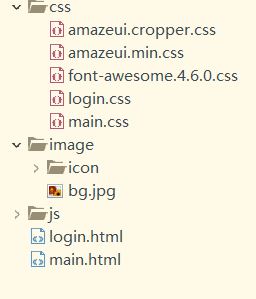 css
amazeui.cropper.css
amazeui.min.css
font-awesome.4.6.0.css
login.css
main.css
image
icon
bg.jpg
js
login.html
main.html